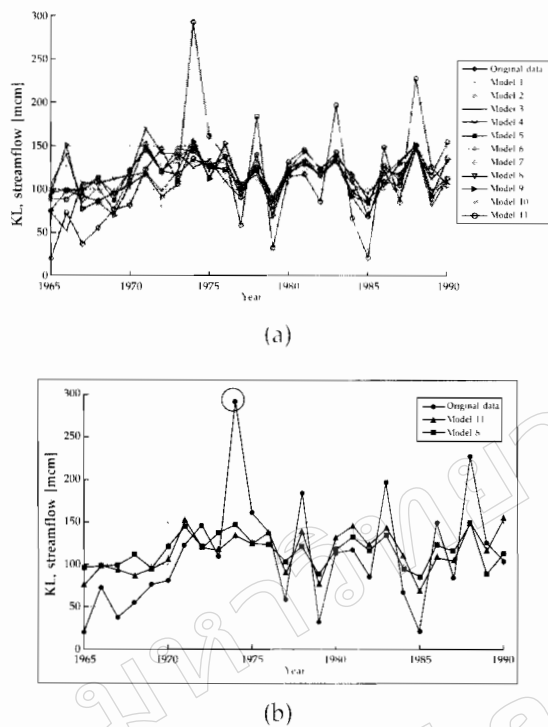 300
250
200
150
100
50
0
KL, streamflow [mcm]
1965
1970
1975
1980
1985
1990
Year
Original data
Model 1
Model 2
Model 3
Model 4
Model 5
Model 6
Model 7
Model 8
Model 9
Model 10
Model 11
(a)
300
250
200
150
100
50
0
KL, streamflow [mcm]
1965
1970
1975
1980
1985
1990
Year
Original data
Model 11
Model 8
(b)